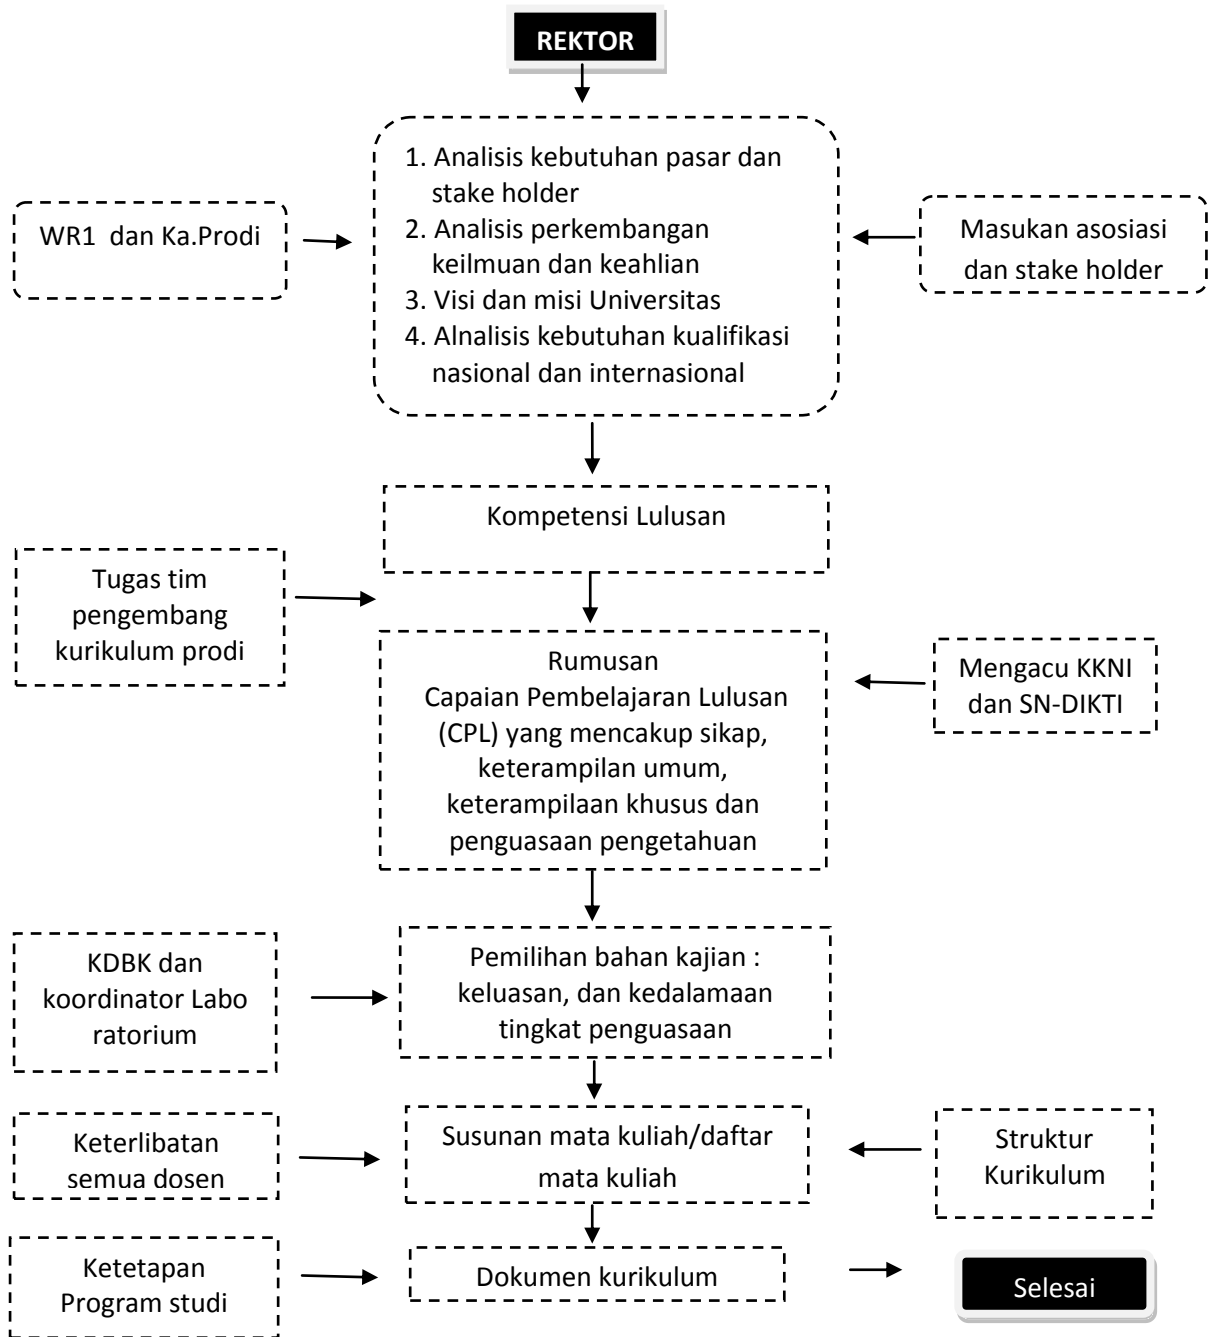 REKTOR
1. Analisis kebutuhan pasar dan
stake holder
2. Analisis perkembangan
keilmuan dan keahlian
3. Visi dan misi Universitas
4. Alnalisis kebutuhan kualifikasi
nasional dan internasional
WR1 dan Ka.Prodi
Masukan asosiasi
dan stake holder
Kompetensi Lulusan
Tugas tim
pengembang
kurikulum prodi
Rumusan
Capaian Pembelajaran Lulusan
(CPL) yang mencakup sikap,
keterampilan umum,
keterampilaan khusus dan
penguasaan pengetahuan
Mengacu KKNI
dan SN-DIKTI
KDBK dan
koordinator Labo
ratorium
Pemilihan bahan kajian :
keluasan, dan kedalamaan
tingkat penguasaan
Keterlibatan
semua dosen
Susunan mata kuliah/daftar
mata kuliah
Struktur
Kurikulum
Ketetapan
Program studi
Dokumen kurikulum
Selesai